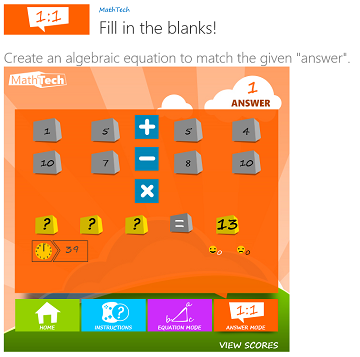 1:1
MathTech
Fill in the blanks!
Create an algebraic equation to match the given "answer".
MathTech
1
ANSWER
1 5 + 5 4
10 7 − 8 10
×
? ? ? = 13
39 0 0
a
b c
HOME INSTRUCTIONS EQUATION MODE 1:1 ANSWER MODE
VIEW SCORES